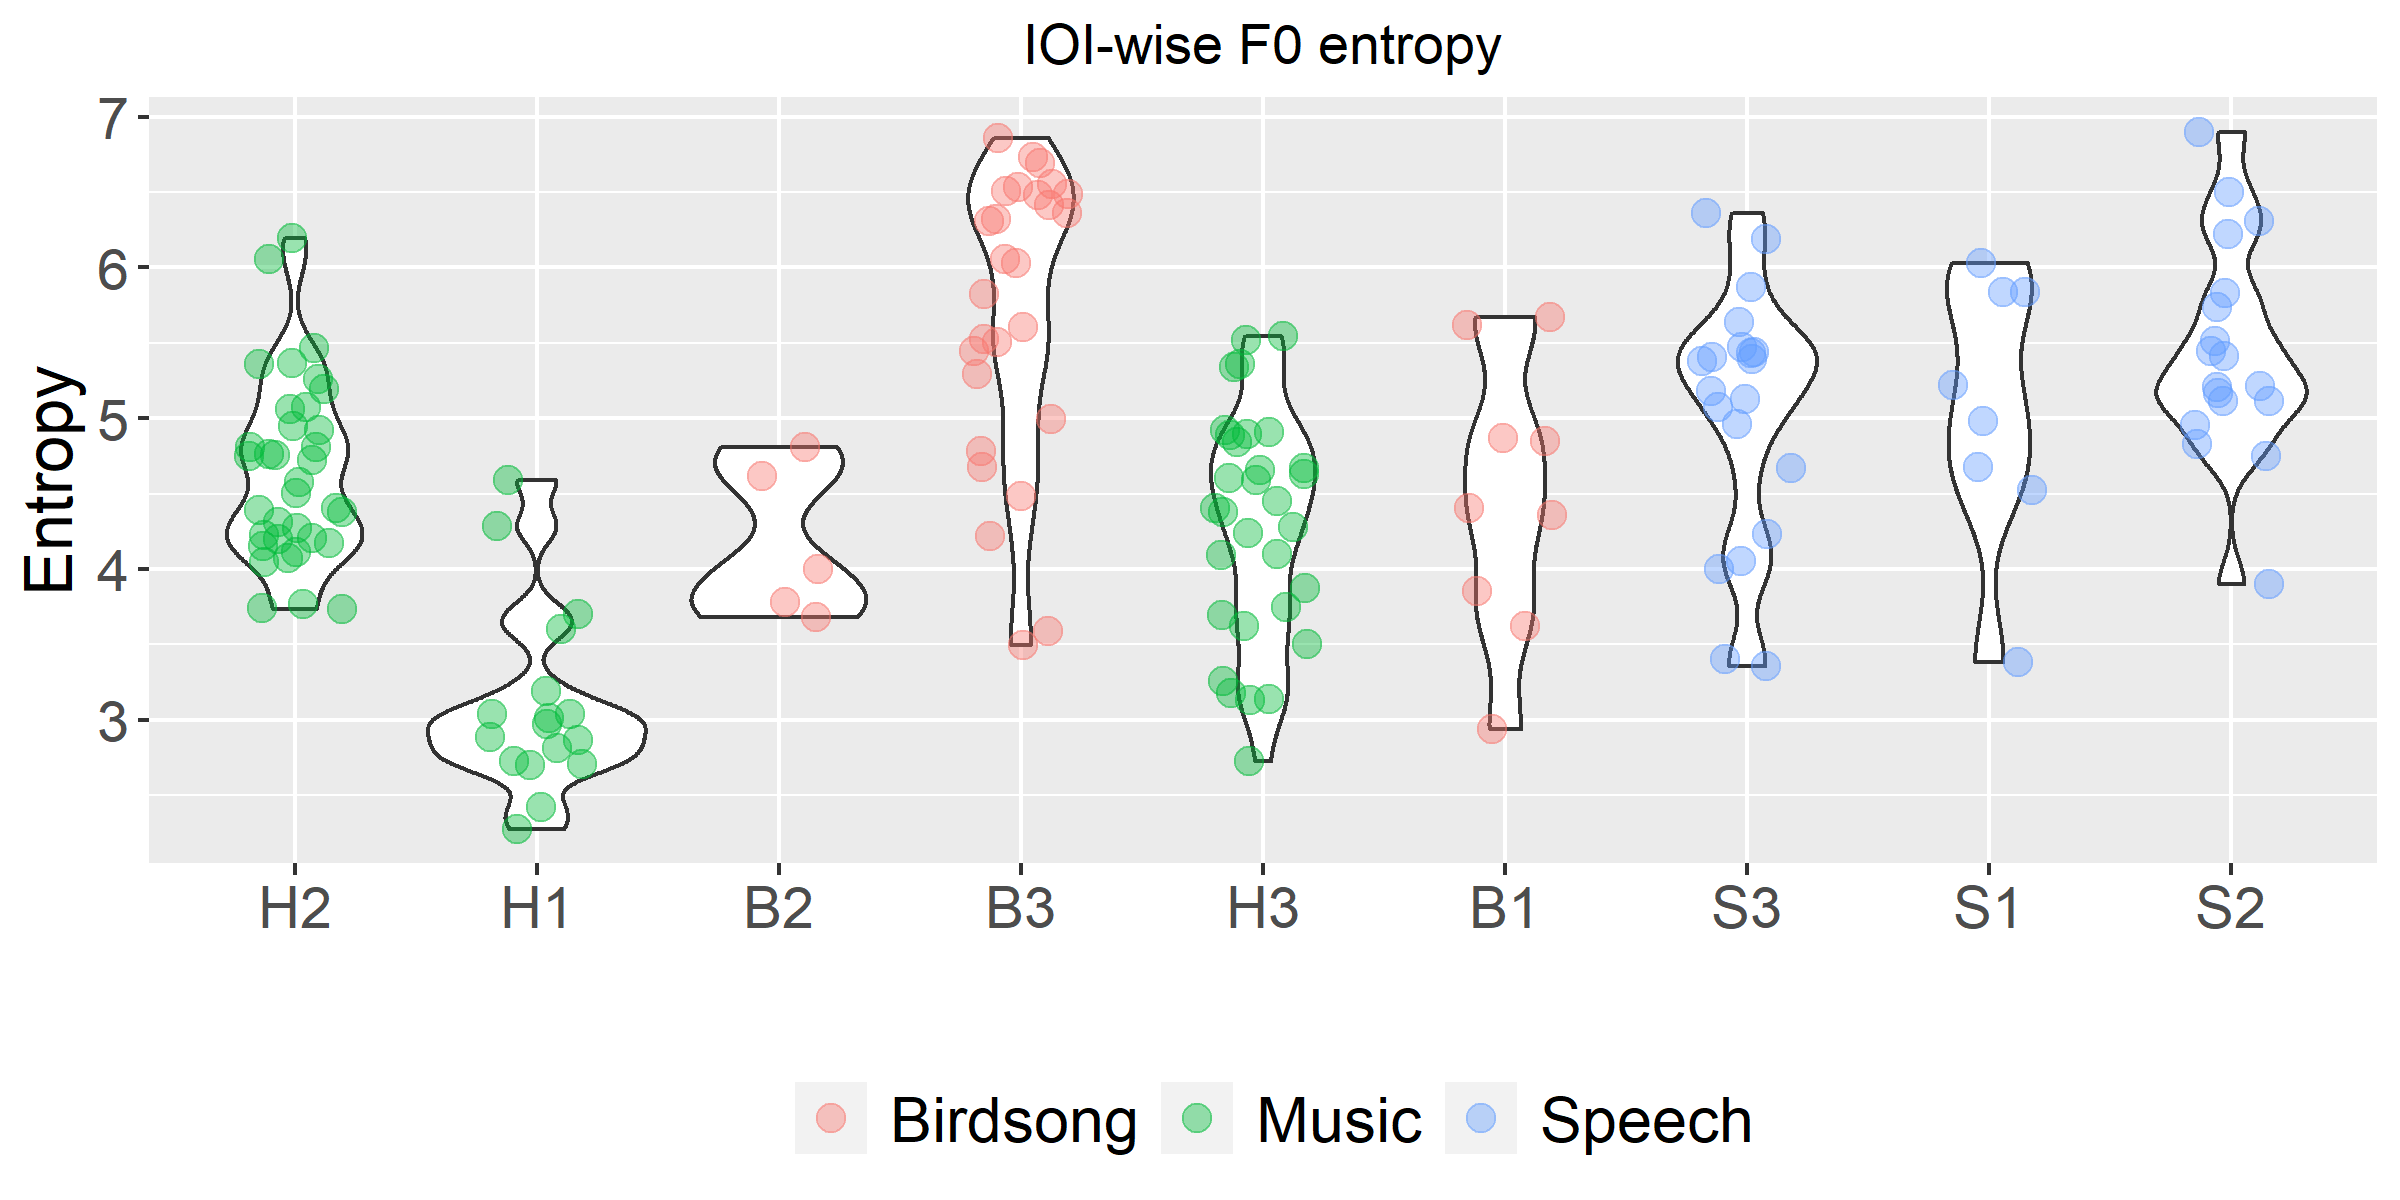 IOI-wise F0 entropy
Entropy
7
6
5
4
3
H2 H1 B2 B3 H3 B1 S3 S1 S2
Birdsong Music Speech